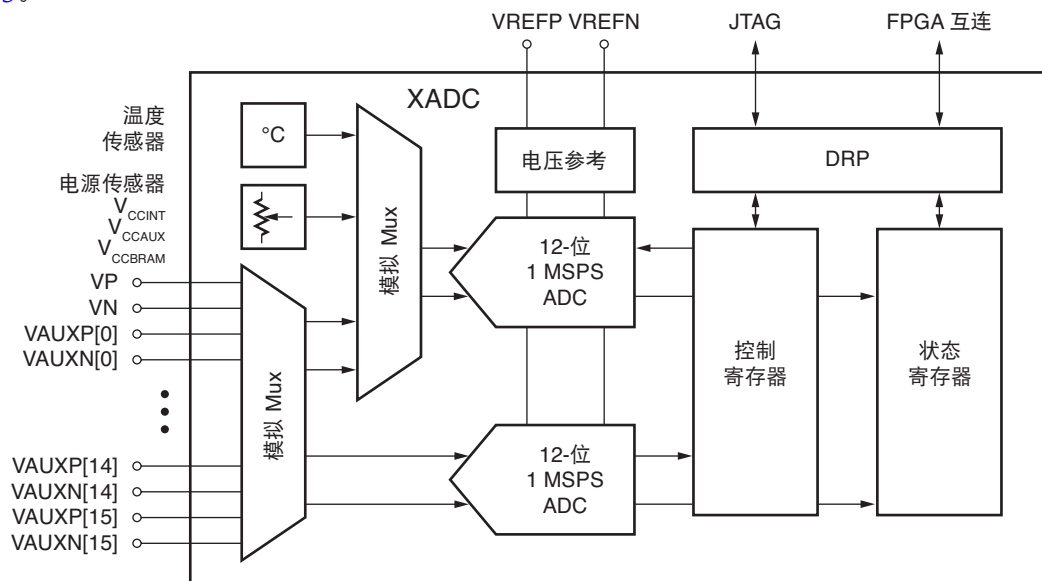 VREFP VREFN
JTAG
FPGA 互连
XADC
温度
传感器
°C
电压参考
DRP
电源传感器
V CCINT
V CCAUX
V CCBRAM
模拟 Mux
12-位
1 MSPS
ADC
控制
寄存器
状态
寄存器
VP
VN
VAUXP[0]
VAUXN[0]
模拟 Mux
VAUXP[14]
VAUXN[14]
VAUXP[15]
VAUXN[15]
12-位
1 MSPS
ADC